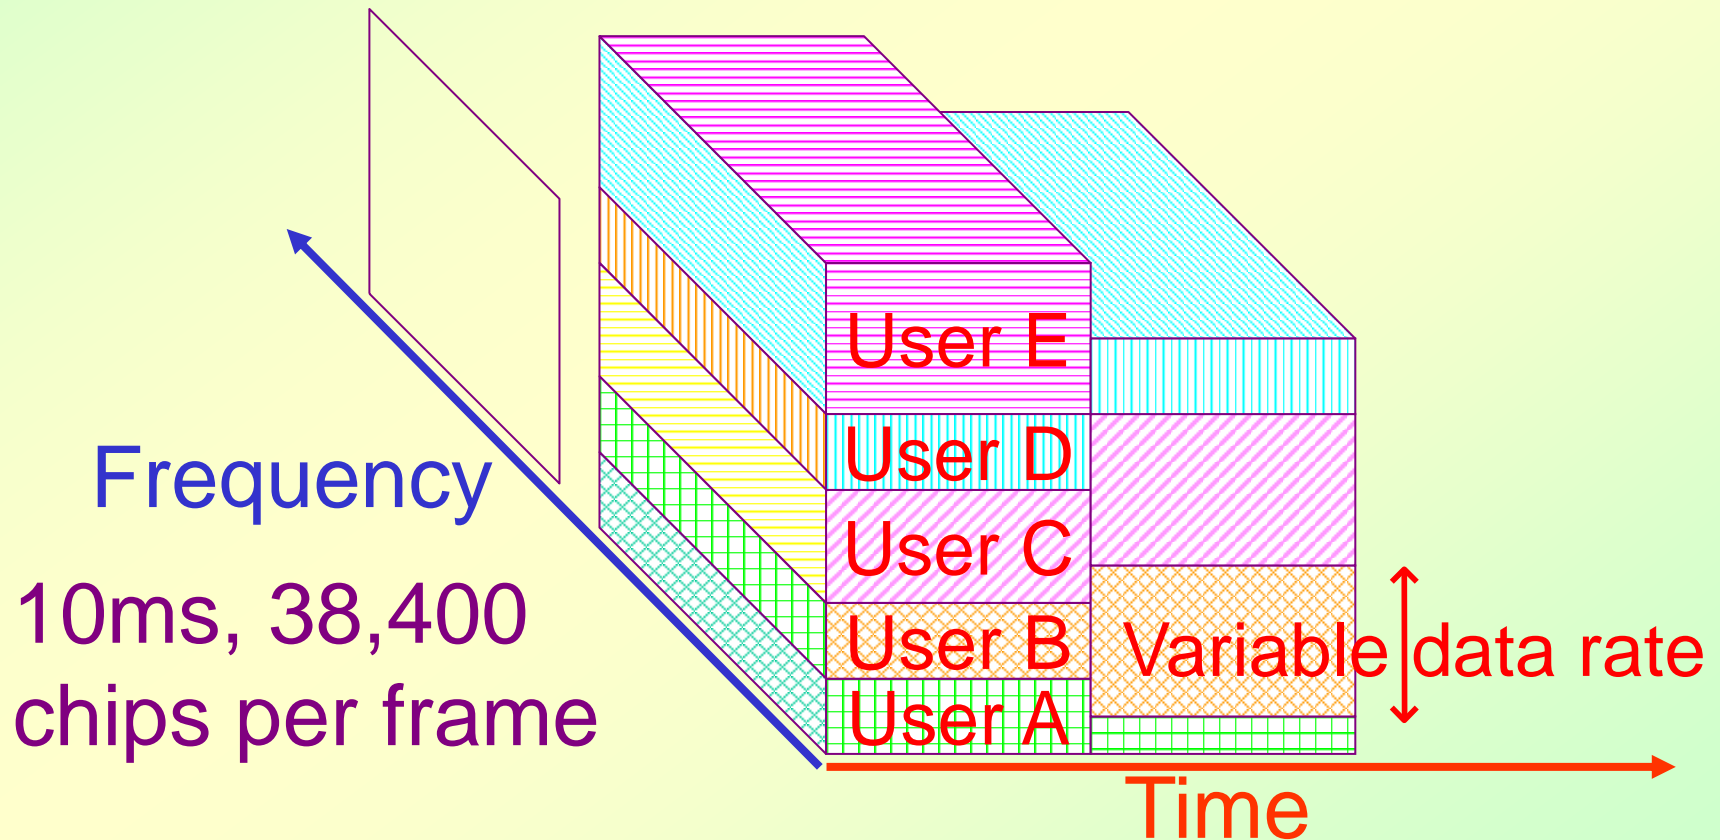 User E
User D
Frequency
User C
10ms, 38,400
chips per frame
User B
Variable data rate
User A
Time